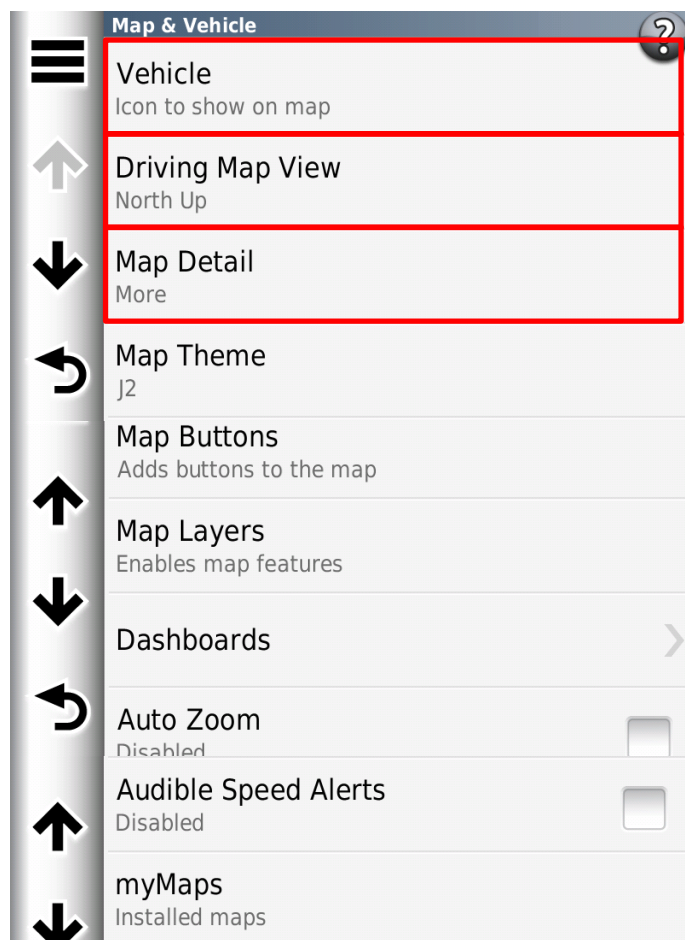 Map & Vehicle
?
Vehicle
Icon to show on map
Driving Map View
North Up
Map Detail
More
Map Theme
J2
Map Buttons
Adds buttons to the map
Map Layers
Enables map features
Dashboards
Auto Zoom
Disabled
Audible Speed Alerts
Disabled
myMaps
Installed maps